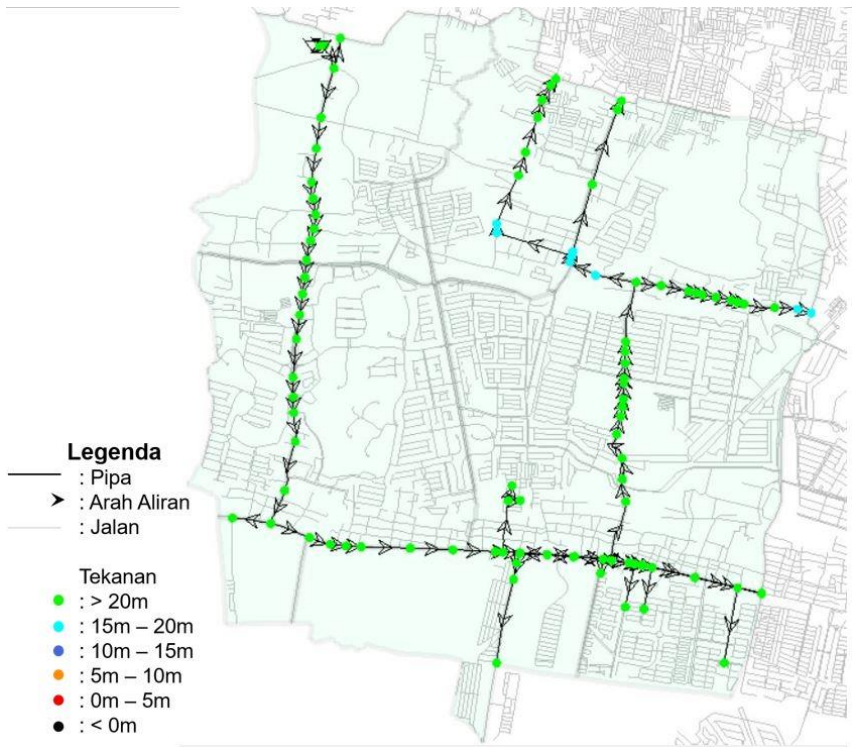 Legenda
: Pipa
: Arah Aliran
: Jalan
Tekanan
: > 20m
: 15m – 20m
: 10m – 15m
: 5m – 10m
: 0m – 5m
: < 0m